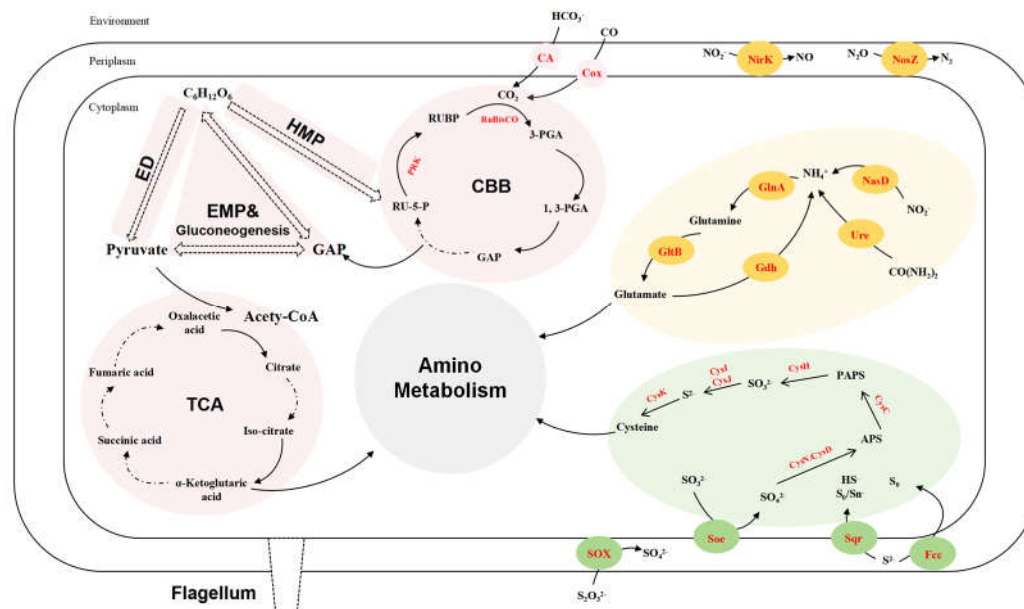 Environment
Periplasm
Cytoplasm
HCO₃⁻
CO
CA
Cox
CO₂
NO₂⁻
NirK
NO
N₂O
NosZ
N₂
C₆H₁₂O₆
ED
HMP
EMP&
Gluconeogenesis
Pyruvate
GAP
RUBP
RuBisCO
3-PGA
PRK
CBB
RU-5-P
1, 3-PGA
GAP
NH₄⁺
GlnA
NasD
NO₂⁻
Glutamine
Ure
GltB
Gdh
CO(NH₂)₂
Glutamate
Acety-CoA
Oxalacetic
acid
Citrate
Fumaric acid
TCA
Iso-citrate
Succinic acid
α-Ketoglutaric
acid
Amino
Metabolism
CysH
PAPS
CysI
CysJ
SO₃²⁻
CysK
S²⁻
CysC
Cysteine
APS
CysN/CysD
SO₃²⁻
SO₄²⁻
HS⁻
S₀/Sn⁻
S₀
SOX
SO₄²⁻
Soe
Sqr
S²⁻
Fcc
S₂O₃²⁻
Flagellum